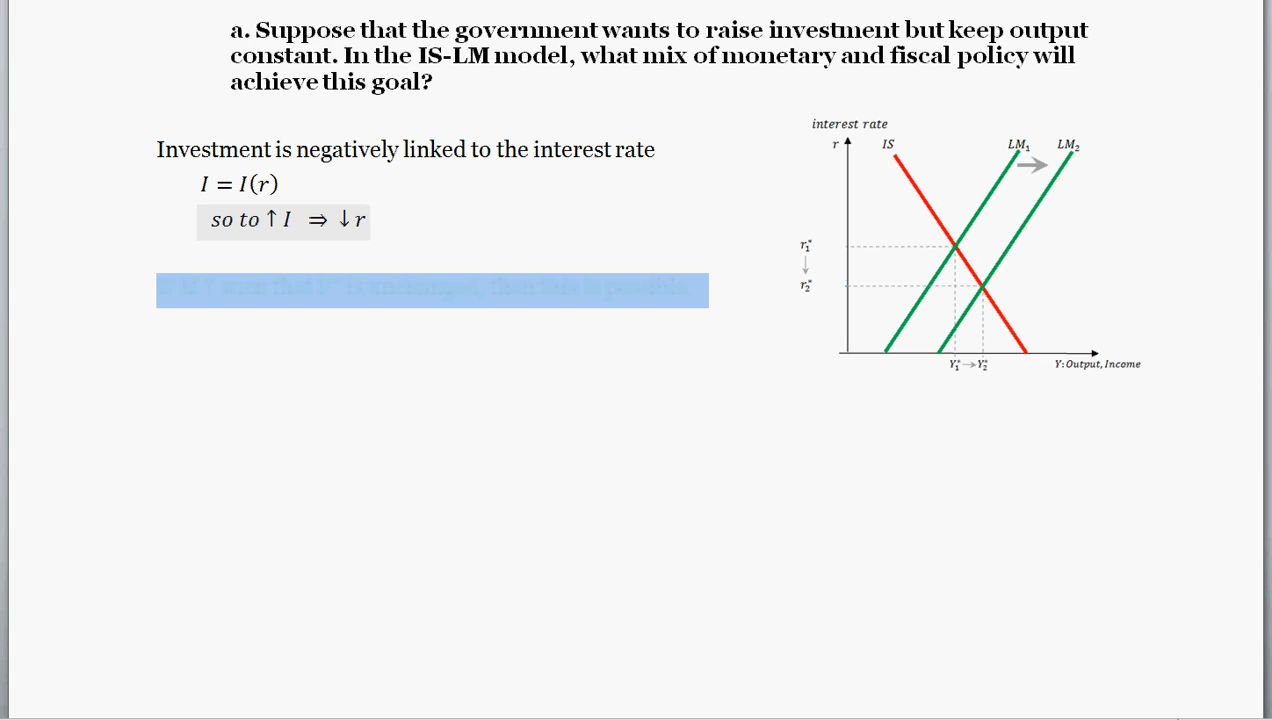 a. Suppose that the government wants to raise investment but keep output
constant. In the IS-LM model, what mix of monetary and fiscal policy will
achieve this goal?
Investment is negatively linked to the interest rate
I = I(r)
so to ↑ I ⇒ ↓ r
interest rate
r
IS
LM₁
LM₂
r₁*
↓
r₂*
Y₁* → Y₂*
Y: Output, Income